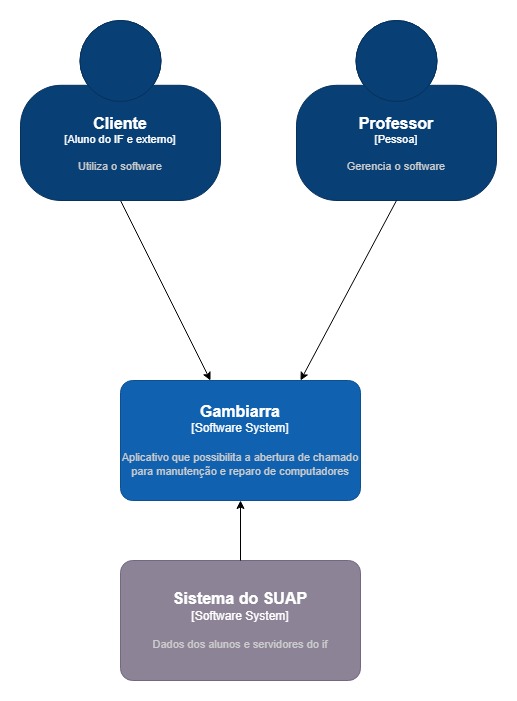 Cliente
[Aluno do IF e externo]
Utiliza o software
Professor
[Pessoa]
Gerencia o software
Gambiarra
[Software System]
Aplicativo que possibilita a abertura de chamado
para manutenção e reparo de computadores
Sistema do SUAP
[Software System]
Dados dos alunos e servidores do if